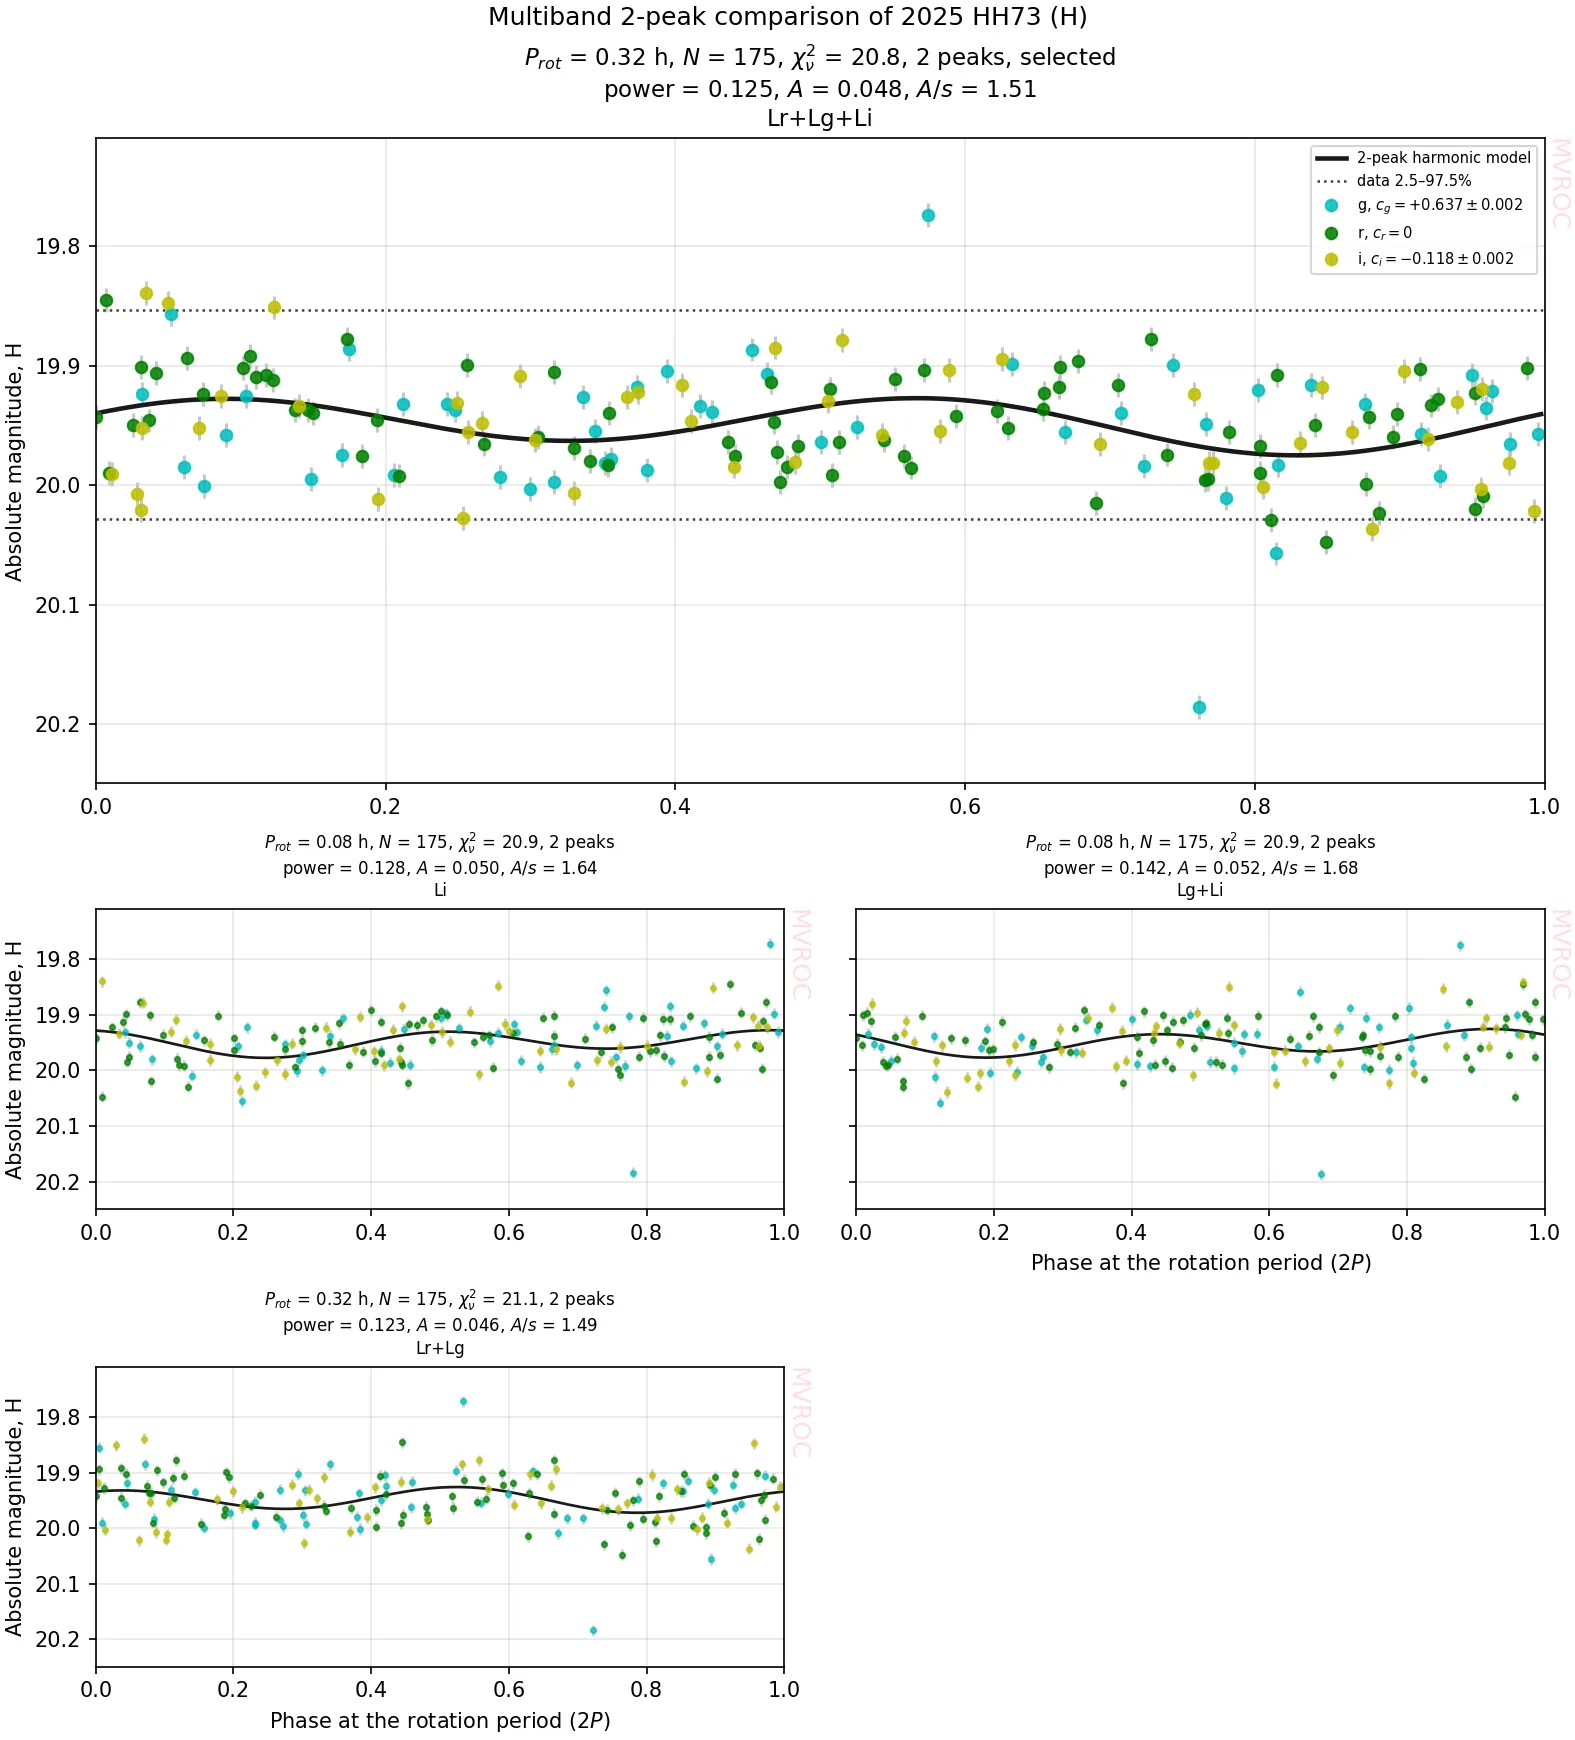 Multiband 2-peak comparison of 2025 HH73 (H)
P_rot = 0.32 h, N = 175, χ²_ν = 20.8, 2 peaks, selected
power = 0.125, A = 0.048, A/s = 1.51
Lr+Lg+Li
2-peak harmonic model
data 2.5–97.5%
g, c_g = +0.637 ± 0.002
r, c_r = 0
i, c_i = −0.118 ± 0.002
MVROC
Absolute magnitude, H
19.8
19.9
20.0
20.1
20.2
0.0 0.2 0.4 0.6 0.8 1.0
P_rot = 0.08 h, N = 175, χ²_ν = 20.9, 2 peaks
power = 0.128, A = 0.050, A/s = 1.64
Li
MVROC
Absolute magnitude, H
19.8
19.9
20.0
20.1
20.2
0.0 0.2 0.4 0.6 0.8 1.0
P_rot = 0.08 h, N = 175, χ²_ν = 20.9, 2 peaks
power = 0.142, A = 0.052, A/s = 1.68
Lg+Li
MVROC
0.0 0.2 0.4 0.6 0.8 1.0
Phase at the rotation period (2P)
P_rot = 0.32 h, N = 175, χ²_ν = 21.1, 2 peaks
power = 0.123, A = 0.046, A/s = 1.49
Lr+Lg
MVROC
Absolute magnitude, H
19.8
19.9
20.0
20.1
20.2
0.0 0.2 0.4 0.6 0.8 1.0
Phase at the rotation period (2P)